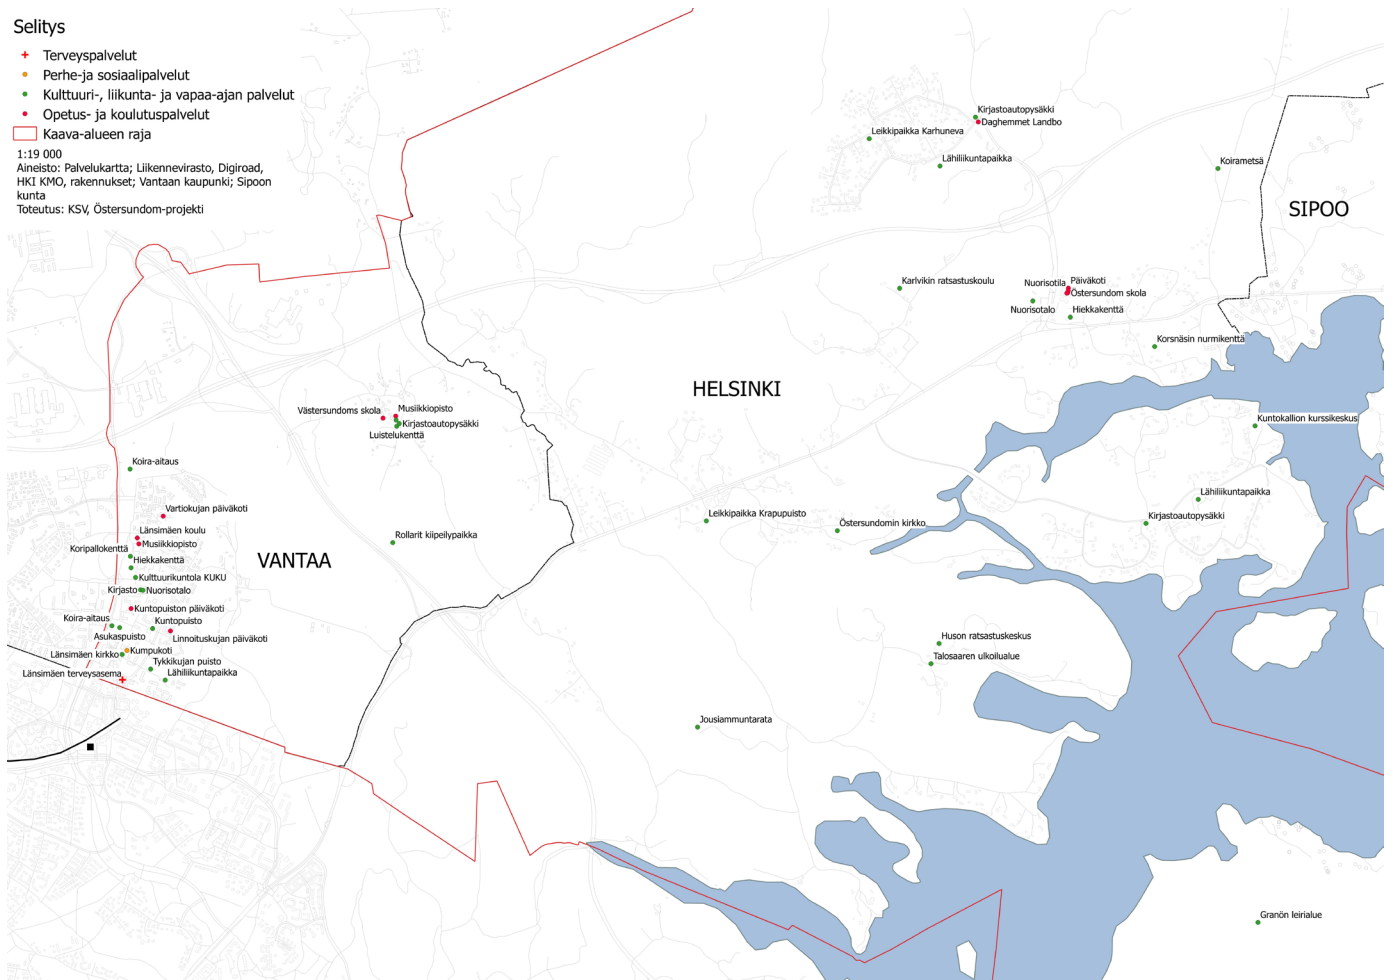 Selitys
Terveyspalvelut
Perhe-ja sosiaalipalvelut
Kulttuuri-, liikunta- ja vapaa-ajan palvelut
Opetus- ja koulutuspalvelut
Kaava-alueen raja
1:19 000
Aineisto: Palvelukartta; Liikennevirasto, Digiroad,
HKI KMO, rakennukset; Vantaan kaupunki; Sipoon
kunta
Toteutus: KSV, Östersundom-projekti
Kirjastoautopysäkki
Daghemmet Landbo
Leikkipaikka Karhuneva
Lähiliikuntapaikka
Koirametsä
SIPOO
Karlvikin ratsastuskoulu
Nuorisotila
Päiväkoti
Östersundom skola
Nuorisotalo
Hiekkakenttä
Korsnäsin nurmikenttä
HELSINKI
Västersundoms skola
Musiikkiopisto
Kirjastoautopysäkki
Luistelukenttä
Kuntokallion kurssikeskus
Koira-aitaus
Lähiliikuntapaikka
Vartiokujan päiväkoti
Leikkipaikka Krapupuisto
Östersundomin kirkko
Kirjastoautopysäkki
Länsimäen koulu
Musiikkiopisto
Koripallokenttä
Hiekkakenttä
Rollarit kiipeilypaikka
VANTAA
Kulttuurikuntola KUKU
Kirjasto
Nuorisotalo
Kuntopuiston päiväkoti
Koira-aitaus
Kuntopuisto
Asukaspuisto
Linnoituskujan päiväkoti
Huson ratsastuskeskus
Länsimäen kirkko
Kumpukoti
Talosaaren ulkoilualue
Tykkikujan puisto
Länsimäen terveysasema
Lähiliikuntapaikka
Jousiammuntarata
Granön leirialue